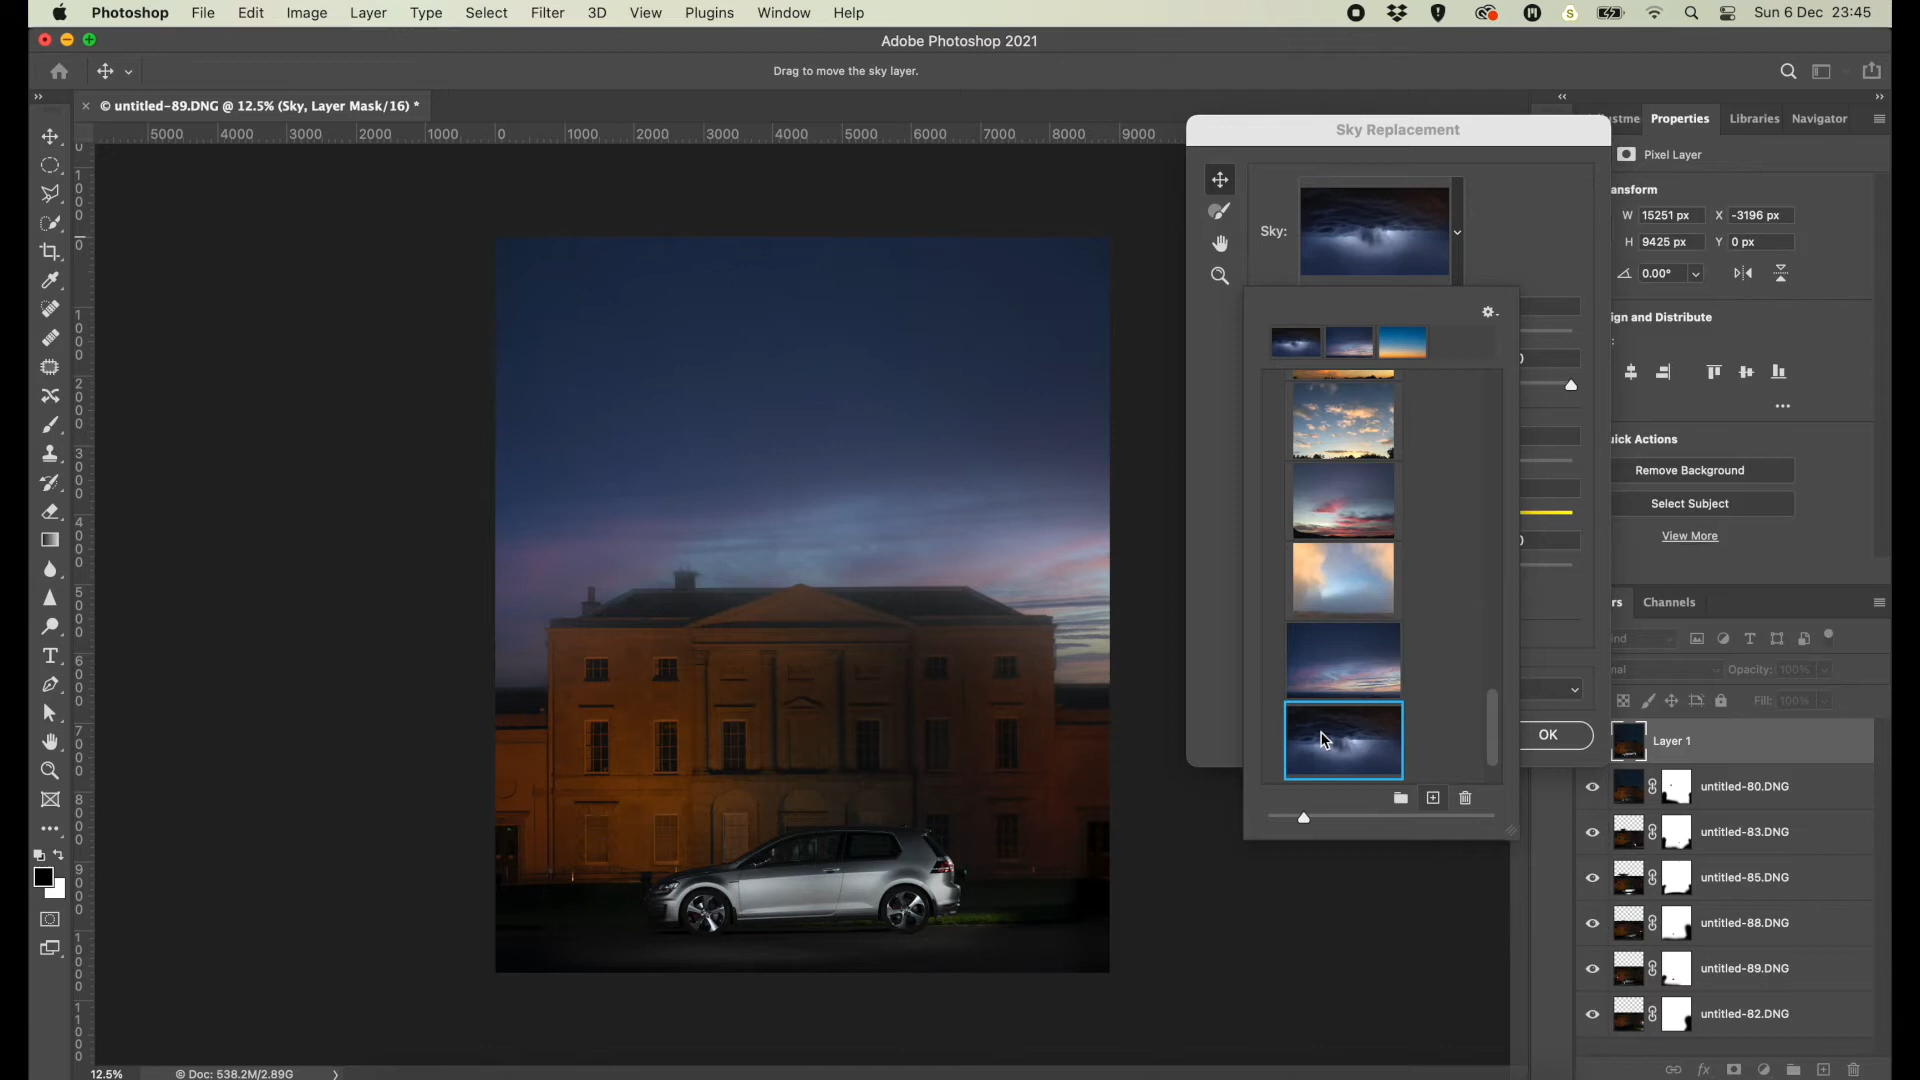 Photoshop File Edit Image Layer Type Select Filter 3D View Plugins Window Help Sun 6 Dec 23:45
Adobe Photoshop 2021
Drag to move the sky layer.
© untitled-89.DNG @ 12.5% (Sky, Layer Mask/16) *
5000 4000 3000 2000 1000 0 1000 2000 3000 4000 5000 6000 7000 8000 9000
Sky Replacement
Sky:
OK
djustme Properties Libraries Navigator
Pixel Layer
ansform
W 15251 px X -3196 px
H 9425 px Y 0 px
0.00°
ign and Distribute
:
uick Actions
Remove Background
Select Subject
View More
rs Channels
ind
mal Opacity: 100%
Fill: 100%
Layer 1
untitled-80.DNG
untitled-83.DNG
untitled-85.DNG
untitled-88.DNG
untitled-89.DNG
untitled-82.DNG
12.5% © Doc: 538.2M/2.89G